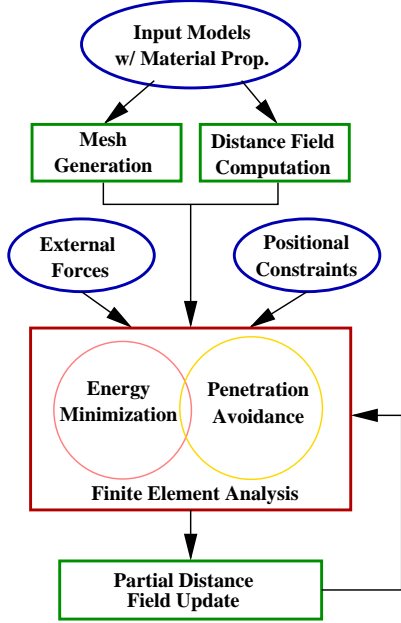 Input Models
w/ Material Prop.
Mesh
Generation
Distance Field
Computation
External
Forces
Positional
Constraints
Energy
Minimization
Penetration
Avoidance
Finite Element Analysis
Partial Distance
Field Update